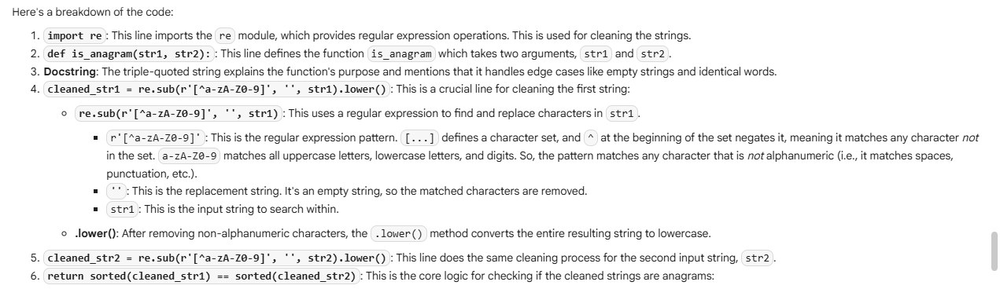 Here's a breakdown of the code:
1. import re: This line imports the re module, which provides regular expression operations. This is used for cleaning the strings.
2. def is_anagram(str1, str2):: This line defines the function is_anagram which takes two arguments, str1 and str2.
3. Docstring: The triple-quoted string explains the function's purpose and mentions that it handles edge cases like empty strings and identical words.
4. cleaned_str1 = re.sub(r'[^a-zA-Z0-9]', '', str1).lower(): This is a crucial line for cleaning the first string:
○ re.sub(r'[^a-zA-Z0-9]', '', str1): This uses a regular expression to find and replace characters in str1.
■ r'[^a-zA-Z0-9]': This is the regular expression pattern. [...] defines a character set, and ^ at the beginning of the set negates it, meaning it matches any character not
in the set. a-zA-Z0-9 matches all uppercase letters, lowercase letters, and digits. So, the pattern matches any character that is not alphanumeric (i.e., it matches spaces,
punctuation, etc.).
■ '': This is the replacement string. It's an empty string, so the matched characters are removed.
■ str1: This is the input string to search within.
○ .lower(): After removing non-alphanumeric characters, the .lower() method converts the entire resulting string to lowercase.
5. cleaned_str2 = re.sub(r'[^a-zA-Z0-9]', '', str2).lower(): This line does the same cleaning process for the second input string, str2.
6. return sorted(cleaned_str1) == sorted(cleaned_str2): This is the core logic for checking if the cleaned strings are anagrams: